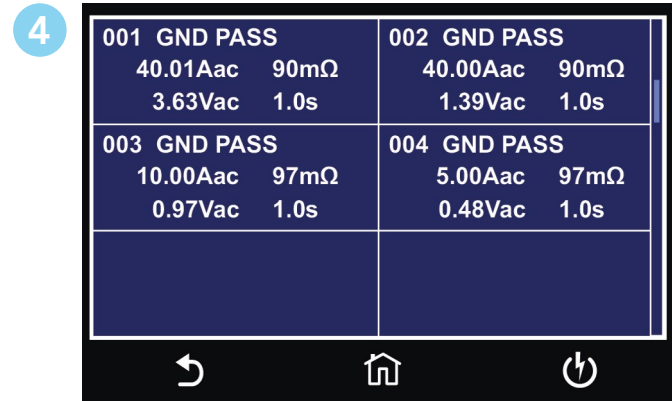 4
001 GND PASS
40.01Aac 90mΩ
3.63Vac 1.0s
002 GND PASS
40.00Aac 90mΩ
1.39Vac 1.0s
003 GND PASS
10.00Aac 97mΩ
0.97Vac 1.0s
004 GND PASS
5.00Aac 97mΩ
0.48Vac 1.0s